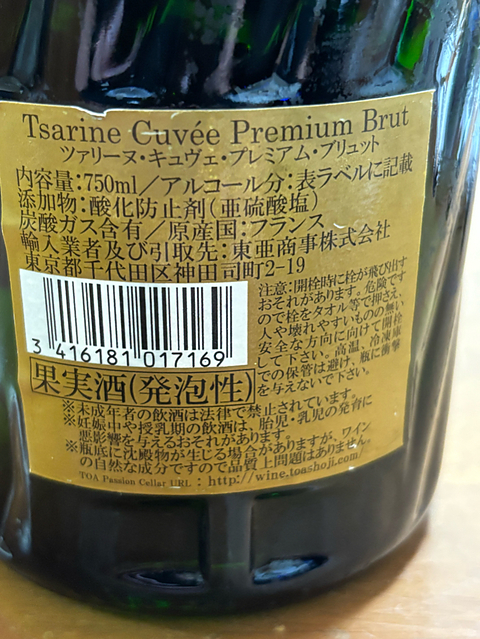 Tsarine Cuvée Premium Brut
ツァリーヌ・キュヴェ・プレミアム・ブリュット
内容量:750ml/アルコール分:表ラベルに記載
添加物:酸化防止剤(亜硫酸塩)
炭酸ガス含有/原産国:フランス
輸入業者及び引取先:東亜商事株式会社
東京都千代田区神田司町2-19
注意:開栓時に栓が飛び出す
おそれがあります。危険です
ので栓をタオル等で押さえ、
人や壊れやすいものの無い
安全な方向に向けて開栓
して下さい。高温、冷凍庫
での保管は避け、瓶に衝撃
を与えないで下さい。
3 416181 017169
果実酒(発泡性)
※未成年者の飲酒は法律で禁止されています。
※妊娠中や授乳期の飲酒は、胎児・乳児の発育に
悪影響を与えるおそれがあります。
※瓶底に沈殿物が生じる場合がありますが、ワイン
の自然な成分ですので品質上問題はありません。
TOA Passion Cellar URL : http://wine.toashoji.com/